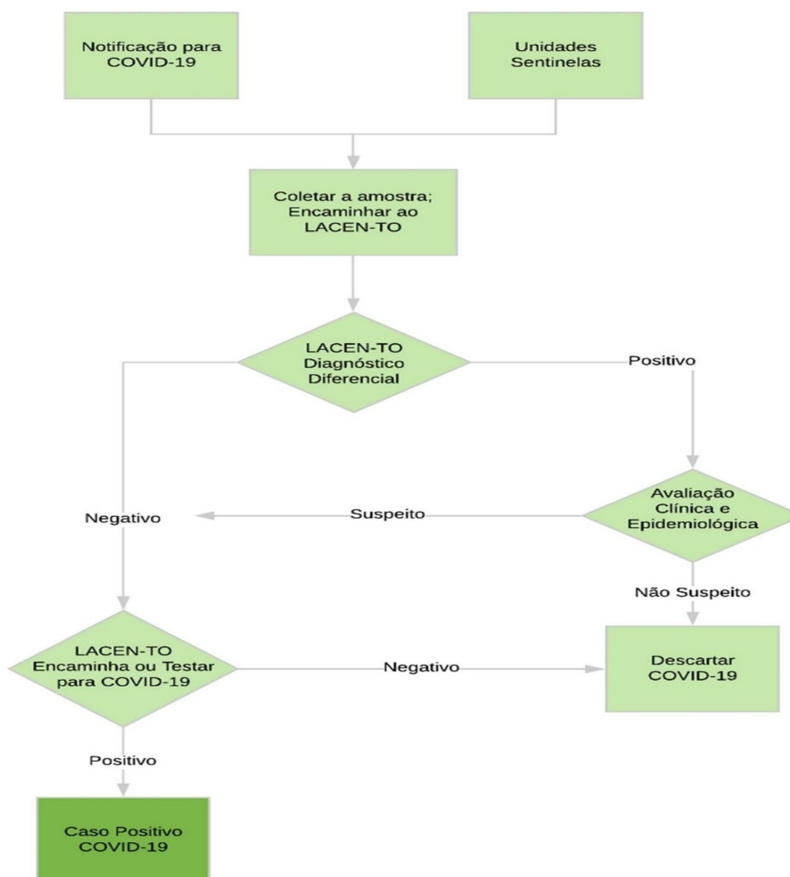 Notificação para
COVID-19
Unidades
Sentinelas
Coletar a amostra;
Encaminhar ao
LACEN-TO
LACEN-TO
Diagnóstico
Diferencial
Positivo
Avaliação
Clínica e
Epidemiológica
Suspeito
Negativo
Não Suspeito
LACEN-TO
Encaminha ou Testar
para COVID-19
Negativo
Descartar
COVID-19
Positivo
Caso Positivo
COVID-19